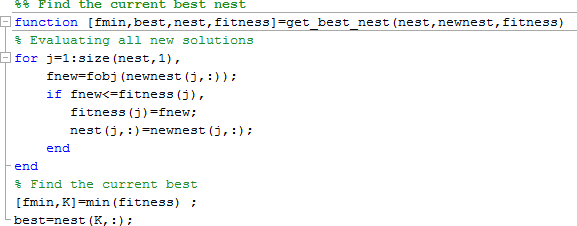 %% Find the current best nest
function [fmin,best,nest,fitness]=get_best_nest(nest,newnest,fitness)
% Evaluating all new solutions
for j=1:size(nest,1),
    fnew=fobj(newnest(j,:));
    if fnew<=fitness(j),
       fitness(j)=fnew;
       nest(j,:)=newnest(j,:);
    end
end
% Find the current best
[fmin,K]=min(fitness) ;
best=nest(K,:);